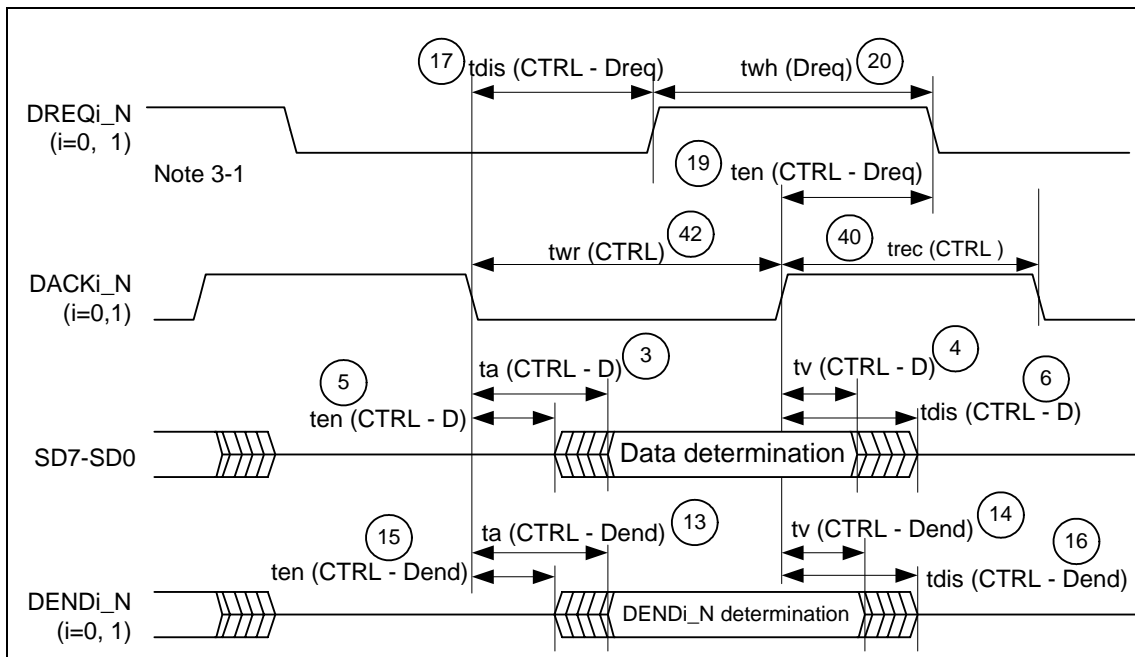 17
tdis (CTRL - Dreq)
twh (Dreq)
20
DREQi_N
(i=0, 1)
Note 3-1
19
ten (CTRL - Dreq)
42
twr (CTRL)
40
trec (CTRL )
DACKi_N
(i=0,1)
3
ta (CTRL - D)
4
tv (CTRL - D)
5
ten (CTRL - D)
6
tdis (CTRL - D)
SD7-SD0
Data determination
13
ta (CTRL - Dend)
14
tv (CTRL - Dend)
15
ten (CTRL - Dend)
16
tdis (CTRL - Dend)
DENDi_N
(i=0, 1)
DENDi_N determination